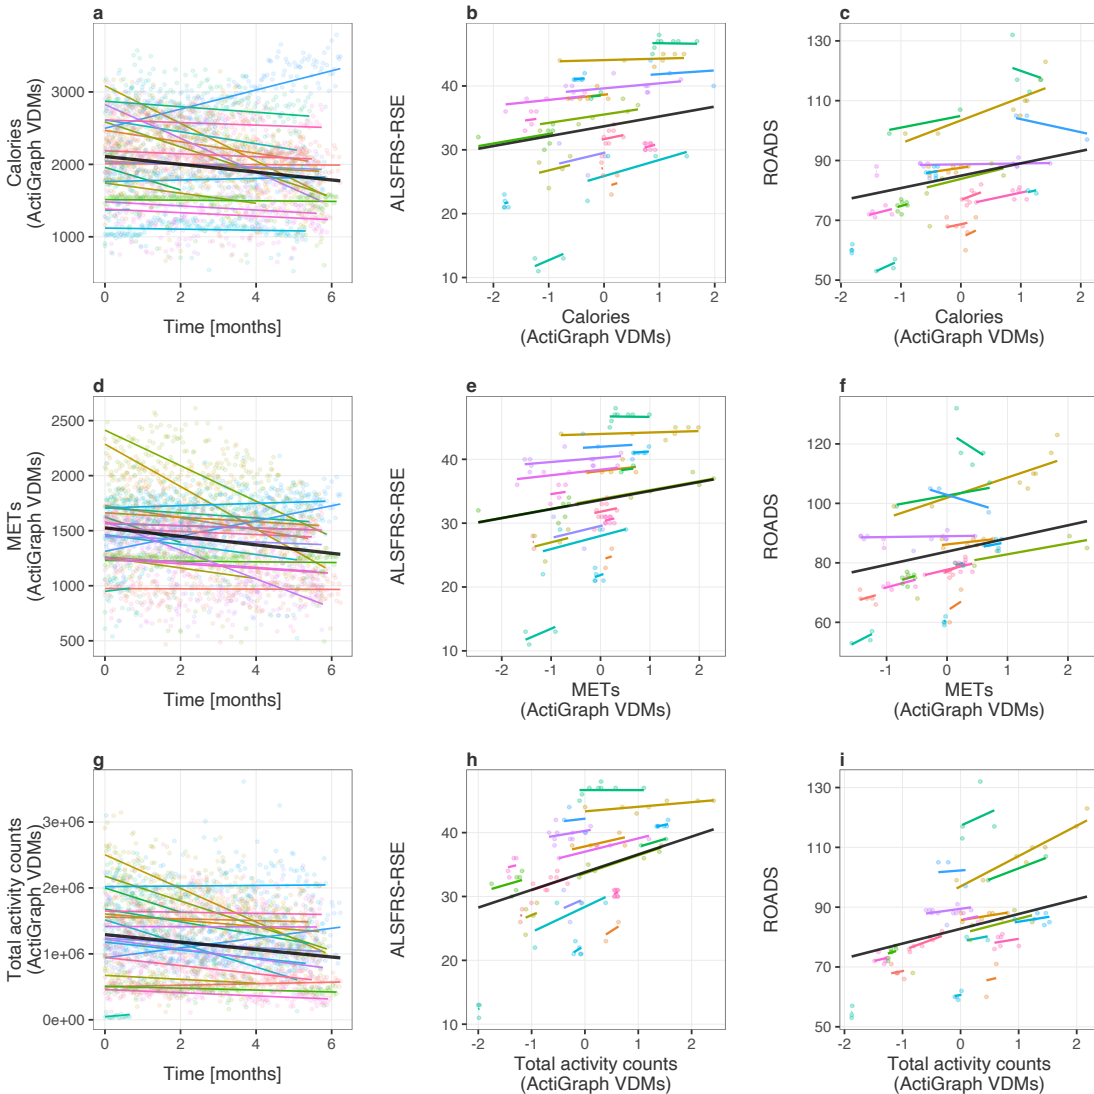 a
Calories
(ActiGraph VDMs)
3000
2000
1000
0
2
4
6
Time [months]
b
ALSFRS-RSE
40
30
20
10
-2
-1
0
1
2
Calories
(ActiGraph VDMs)
c
ROADS
130
110
90
70
50
-2
-1
0
1
2
Calories
(ActiGraph VDMs)
d
METs
(ActiGraph VDMs)
2500
2000
1500
1000
500
0
2
4
6
Time [months]
e
ALSFRS-RSE
40
30
20
10
-2
-1
0
1
2
METs
(ActiGraph VDMs)
f
ROADS
120
100
80
60
-1
0
1
2
METs
(ActiGraph VDMs)
g
Total activity counts
(ActiGraph VDMs)
3e+06
2e+06
1e+06
0e+00
0
2
4
6
Time [months]
h
ALSFRS-RSE
40
30
20
10
-2
-1
0
1
2
Total activity counts
(ActiGraph VDMs)
i
ROADS
130
110
90
70
50
-2
-1
0
1
2
Total activity counts
(ActiGraph VDMs)